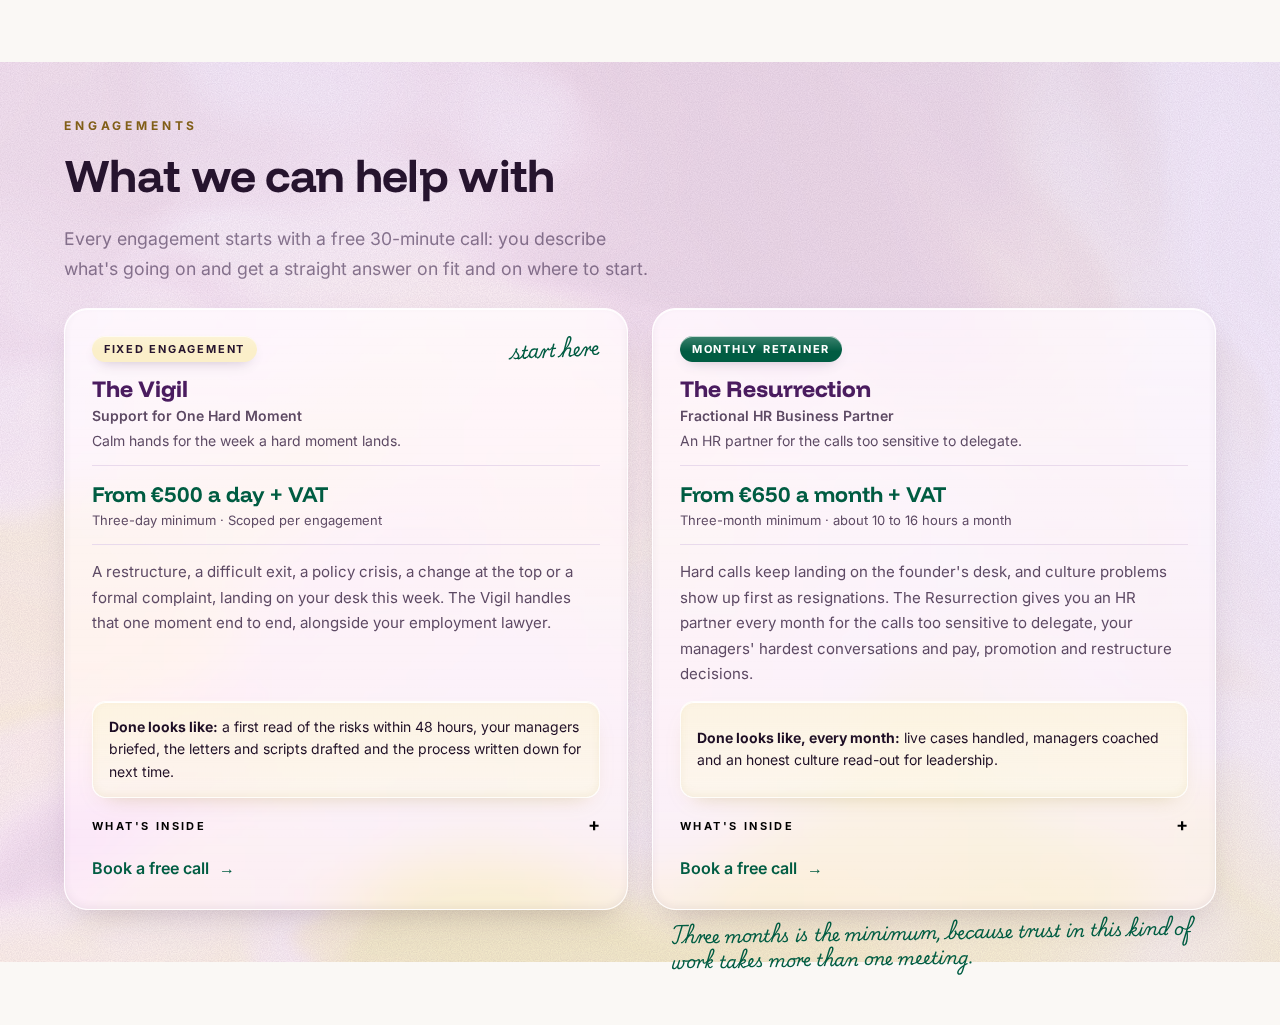 ENGAGEMENTS
What we can help with
Every engagement starts with a free 30-minute call: you describe
what's going on and get a straight answer on fit and on where to start.
FIXED ENGAGEMENT
start here
The Vigil
Support for One Hard Moment
Calm hands for the week a hard moment lands.
From €500 a day + VAT
Three-day minimum · Scoped per engagement
A restructure, a difficult exit, a policy crisis, a change at the top or a
formal complaint, landing on your desk this week. The Vigil handles
that one moment end to end, alongside your employment lawyer.
Done looks like: a first read of the risks within 48 hours, your managers
briefed, the letters and scripts drafted and the process written down for
next time.
WHAT'S INSIDE +
Book a free call →
MONTHLY RETAINER
The Resurrection
Fractional HR Business Partner
An HR partner for the calls too sensitive to delegate.
From €650 a month + VAT
Three-month minimum · about 10 to 16 hours a month
Hard calls keep landing on the founder's desk, and culture problems
show up first as resignations. The Resurrection gives you an HR
partner every month for the calls too sensitive to delegate, your
managers' hardest conversations and pay, promotion and restructure
decisions.
Done looks like, every month: live cases handled, managers coached
and an honest culture read-out for leadership.
WHAT'S INSIDE +
Book a free call →
Three months is the minimum, because trust in this kind of
work takes more than one meeting.